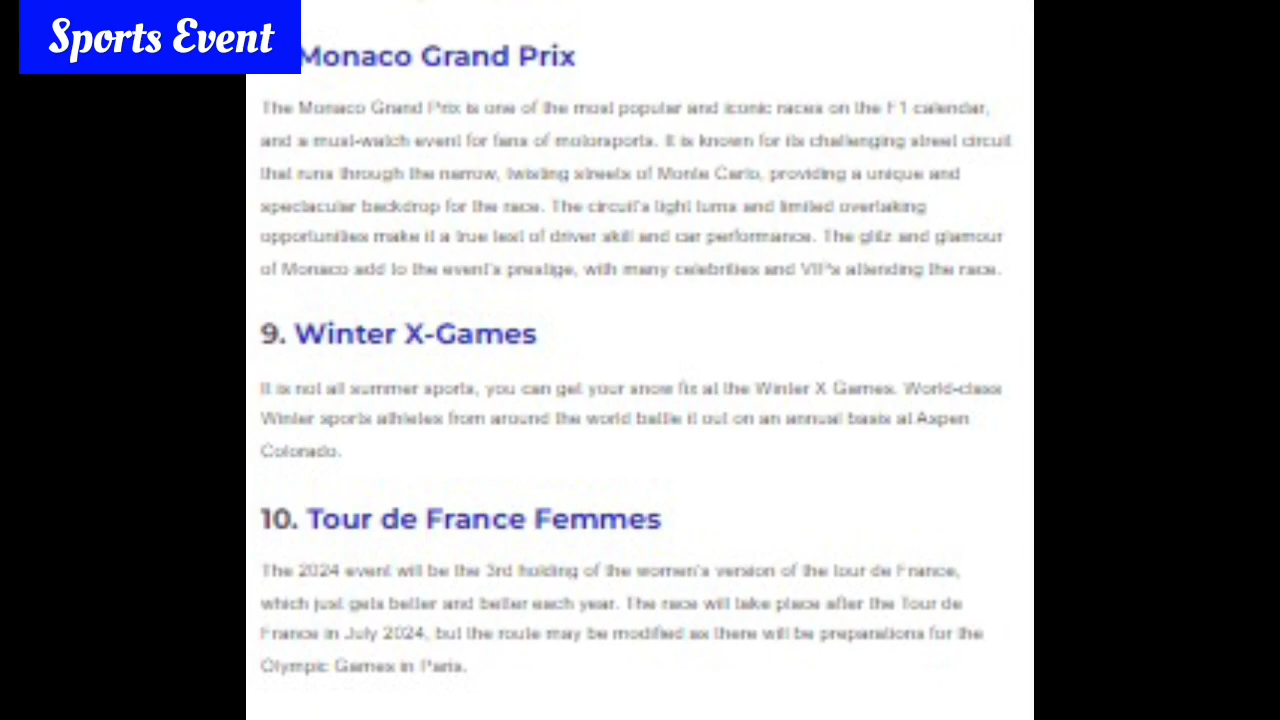 Sports Event
Monaco Grand Prix
The Monaco Grand Prix is one of the most popular and iconic races on the F1 calendar,
and a must-watch event for fans of motorsports. It is known for its challenging street circuit
that runs through the narrow, twisting streets of Monte Carlo, providing a unique and
spectacular backdrop for the race. The circuit's tight turns and limited overtaking
opportunities make it a true test of driver skill and car performance. The glitz and glamour
of Monaco add to the event's prestige, with many celebrities and VIPs attending the race.
9. Winter X-Games
It is not all summer sports, you can get your snow fix at the Winter X Games. World-class
Winter sports athletes from around the world battle it out on an annual basis at Aspen
Colorado.
10. Tour de France Femmes
The 2024 event will be the 3rd holding of the women's version of the tour de France,
which just gets better and better each year. The race will take place after the Tour de
France in July 2024, but the route may be modified as there will be preparations for the
Olympic Games in Paris.